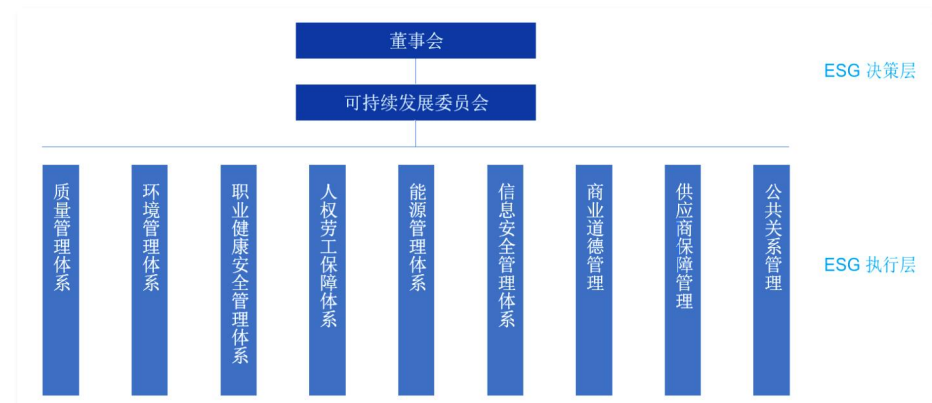 董事会
ESG 决策层
可持续发展委员会
质量管理体系
环境管理体系
职业健康安全管理体系
人权劳工保障体系
能源管理体系
信息安全管理体系
商业道德管理
供应商保障管理
公共关系管理
ESG 执行层